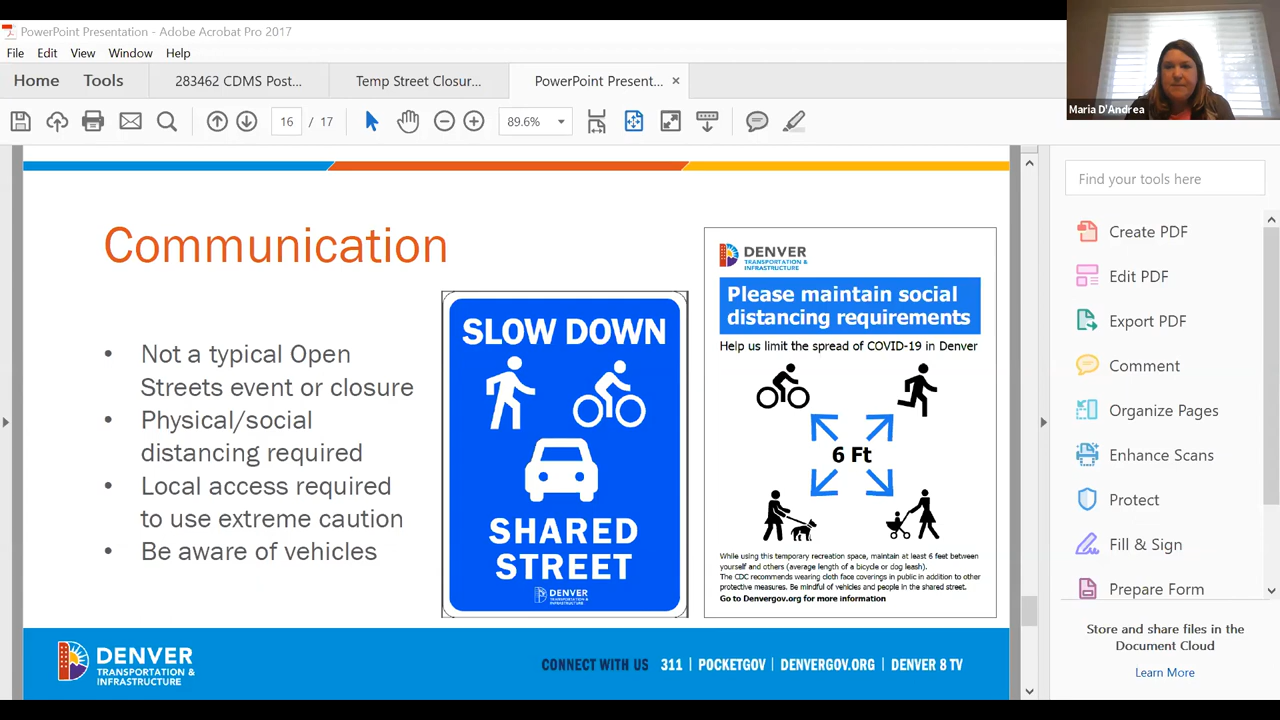 PowerPoint Presentation - Adobe Acrobat Pro 2017
File Edit View Window Help
Home Tools 283462 CDMS Post... Temp Street Closur... PowerPoint Present... ×
16 / 17 89.6%
Maria D'Andrea
Communication
• Not a typical Open
Streets event or closure
• Physical/social
distancing required
• Local access required
to use extreme caution
• Be aware of vehicles
SLOW DOWN
SHARED
STREET
DENVER
TRANSPORTATION &
INFRASTRUCTURE
DENVER
TRANSPORTATION &
INFRASTRUCTURE
Please maintain social
distancing requirements
Help us limit the spread of COVID-19 in Denver
6 Ft
While using this temporary recreation space, maintain at least 6 feet between
yourself and others (average length of a bicycle or dog leash).
The CDC recommends wearing cloth face coverings in public in addition to other
protective measures. Be mindful of vehicles and people in the shared street.
Go to Denvergov.org for more information
DENVER
TRANSPORTATION &
INFRASTRUCTURE
CONNECT WITH US 311 | POCKETGOV | DENVERGOV.ORG | DENVER 8 TV
Find your tools here
Create PDF
Edit PDF
Export PDF
Comment
Organize Pages
Enhance Scans
Protect
Fill & Sign
Prepare Form
Store and share files in the
Document Cloud
Learn More